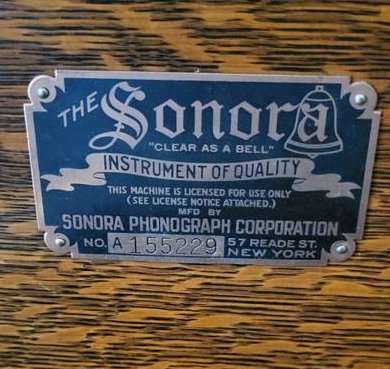 THE Sonora
"CLEAR AS A BELL"
INSTRUMENT OF QUALITY
THIS MACHINE IS LICENSED FOR USE ONLY
(SEE LICENSE NOTICE ATTACHED.)
MFD BY
SONORA PHONOGRAPH CORPORATION
NO. A 155229 57 READE ST.
NEW YORK